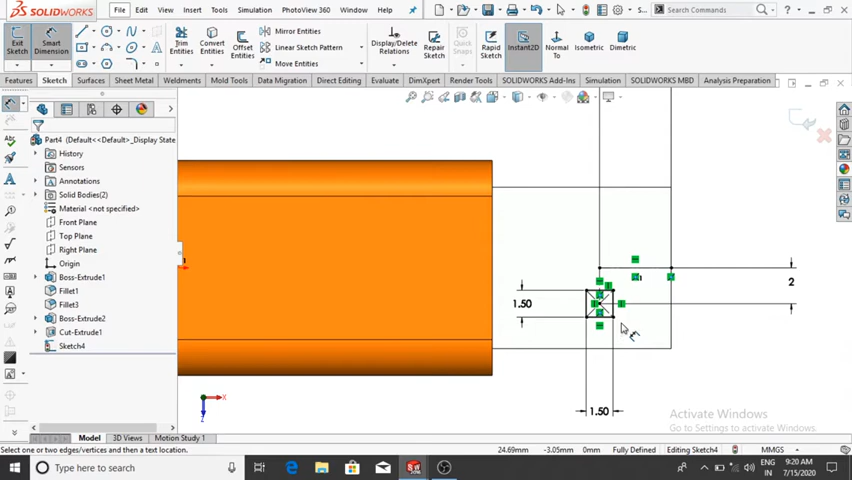 SOLIDWORKS File Edit View Insert Tools Simulation PhotoView 360 Window Help S... Search Commands
Exit Sketch Smart Dimension Trim Entities Convert Entities Offset Entities Mirror Entities Linear Sketch Pattern Move Entities Display/Delete Relations Repair Sketch Quick Snaps Rapid Sketch Instant2D Normal To Isometric Dimetric
Features Sketch Surfaces Sheet Metal Weldments Mold Tools Data Migration Direct Editing Evaluate DimXpert Render Tools SOLIDWORKS Add-Ins Simulation SOLIDWORKS MBD Analysis Preparation
Part4 (Default<<Default>_Display State
History
Sensors
Annotations
Solid Bodies(2)
Material <not specified>
Front Plane
Top Plane
Right Plane
Origin
Boss-Extrude1
Fillet1
Fillet3
Boss-Extrude2
Cut-Extrude1
Sketch4
2
1.50
1.50
X
Z
Activate Windows
Go to Settings to activate Windows.
Model 3D Views Motion Study 1
Select one or two edges/vertices and then a text location. 24.69mm -3.05mm 0mm Fully Defined Editing Sketch4 MMGS
Type here to search
ENG 9:20 AM
IN 7/15/2020